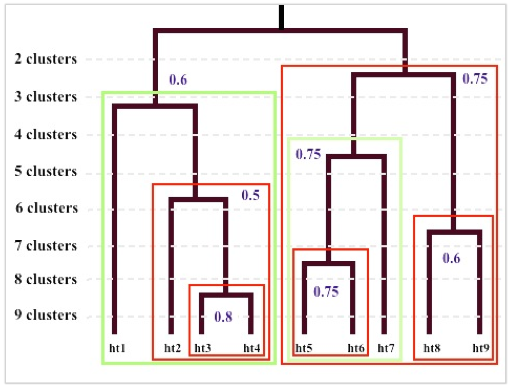 2 clusters
0.6
0.75
3 clusters
4 clusters
0.75
5 clusters
0.5
6 clusters
7 clusters
0.6
8 clusters
0.75
9 clusters
0.8
ht1 ht2 ht3 ht4 ht5 ht6 ht7 ht8 ht9